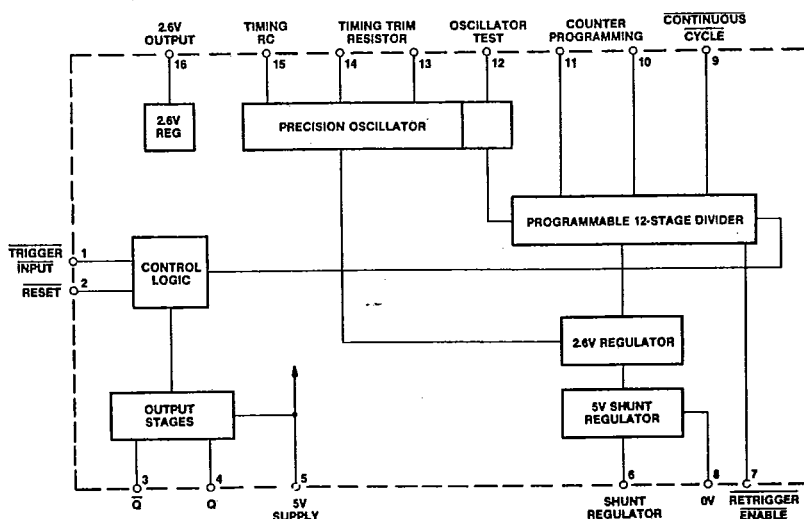 2.6V OUTPUT
16
TIMING RC
15
TIMING TRIM RESISTOR
14
13
OSCILLATOR TEST
12
COUNTER PROGRAMMING
11
10
CONTINUOUS CYCLE
9
2.6V REG
PRECISION OSCILLATOR
PROGRAMMABLE 12-STAGE DIVIDER
TRIGGER INPUT
1
RESET
2
CONTROL LOGIC
2.6V REGULATOR
OUTPUT STAGES
5V SHUNT REGULATOR
3
Q
4
Q
5
5V SUPPLY
6
SHUNT REGULATOR
8
0V
7
RETRIGGER ENABLE